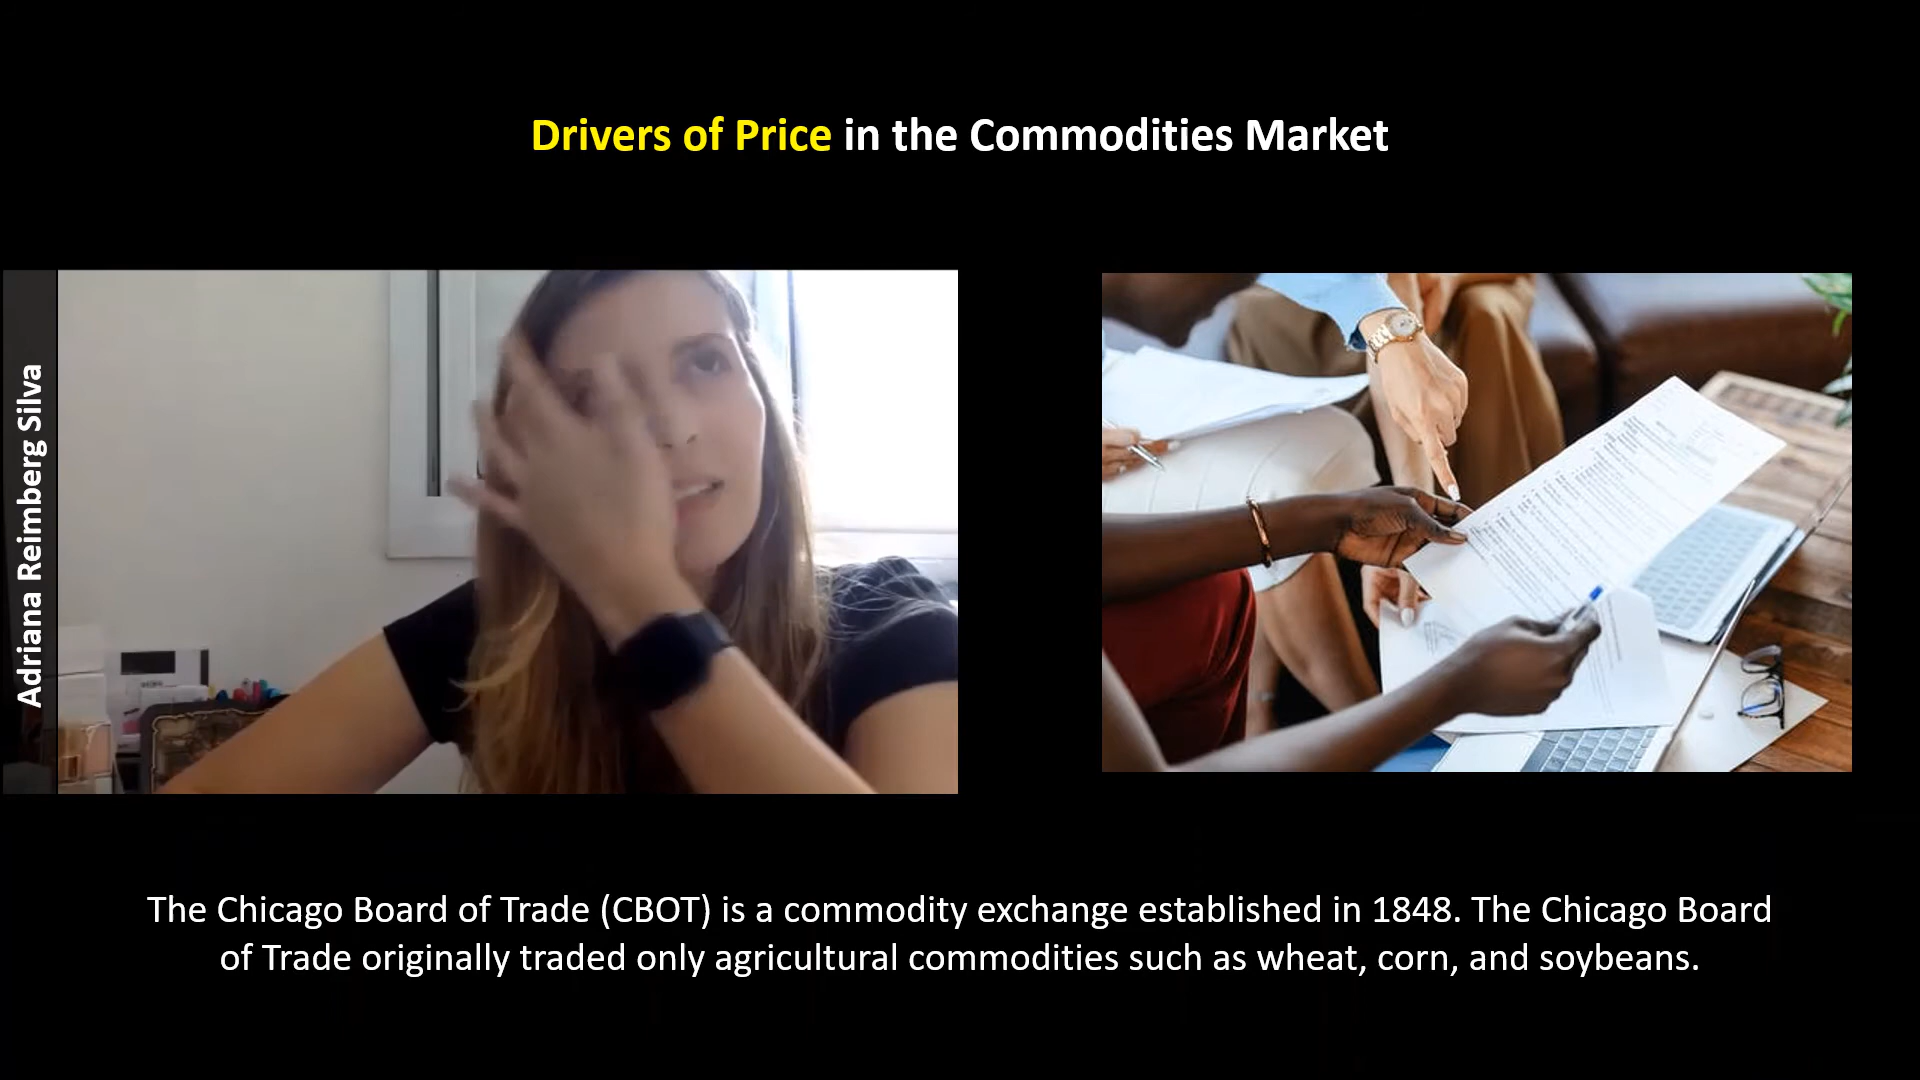 Drivers of Price in the Commodities Market
Adriana Reimberg Silva
The Chicago Board of Trade (CBOT) is a commodity exchange established in 1848. The Chicago Board
of Trade originally traded only agricultural commodities such as wheat, corn, and soybeans.